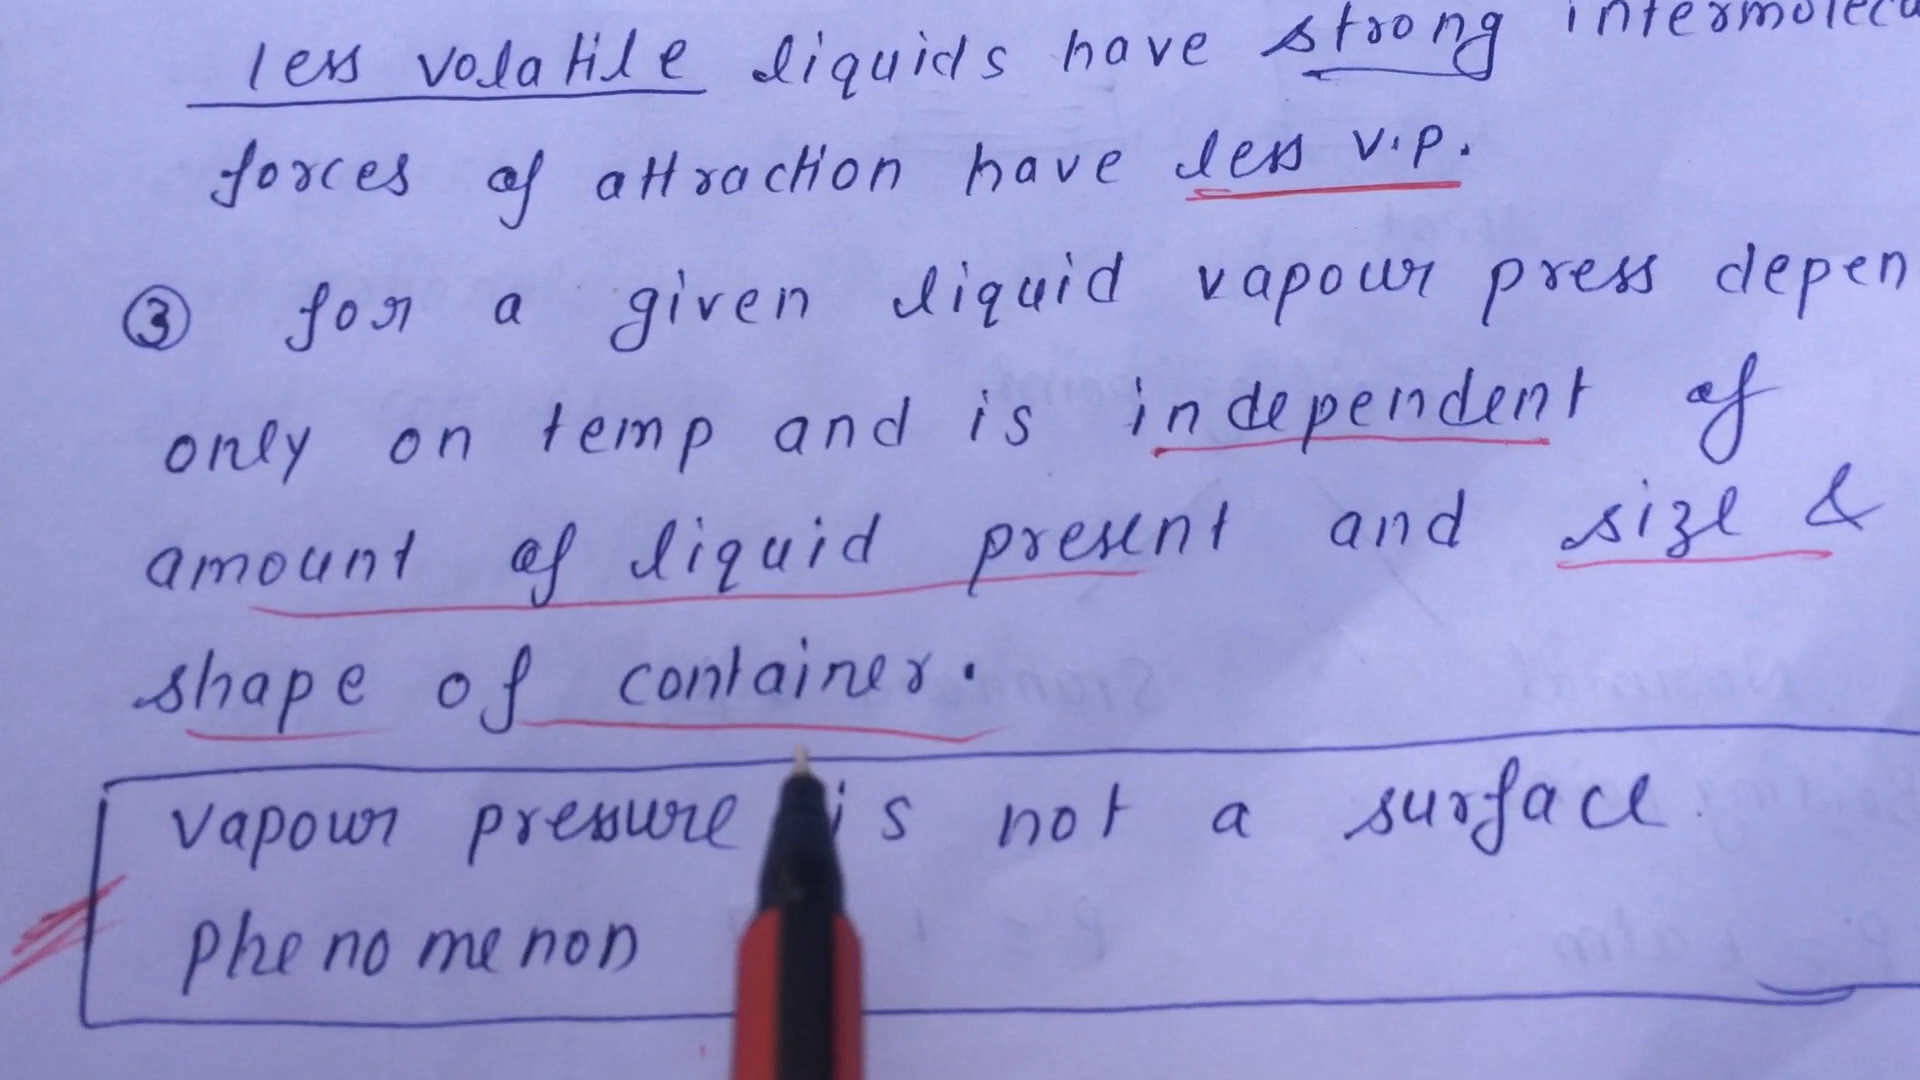 less volatile liquids have strong intermolecu
forces of attraction have less v.p.
③ for a given liquid vapour press depen
only on temp and is independent of
amount of liquid present and size &
shape of container.
vapour pressure is not a surface
phenomenon